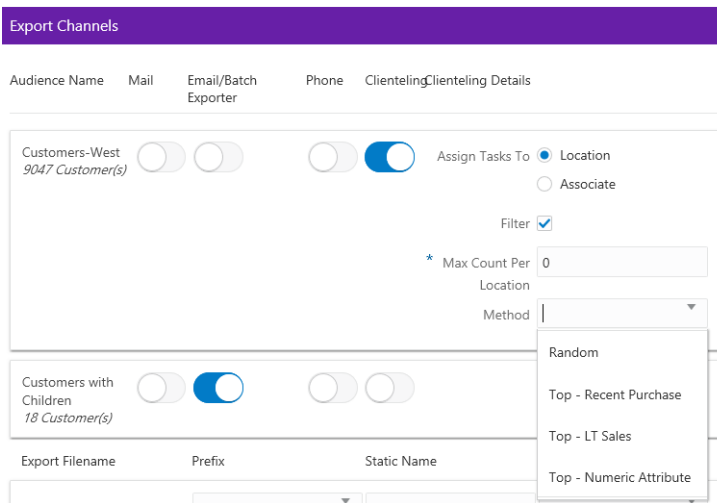 Export Channels
Audience Name Mail Email/Batch Exporter Phone Clienteling Clienteling Details
Customers-West
9047 Customer(s)
Assign Tasks To Location
Associate
Filter
* Max Count Per Location 0
Method
Random
Top - Recent Purchase
Top - LT Sales
Top - Numeric Attribute
Customers with
Children
18 Customer(s)
Export Filename Prefix Static Name